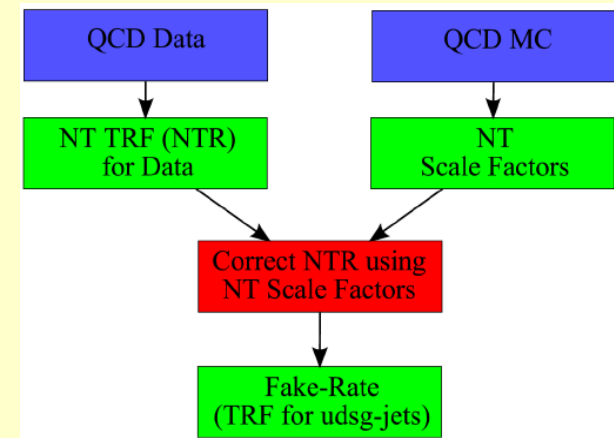 QCD Data
QCD MC
NT TRF (NTR)
for Data
NT
Scale Factors
Correct NTR using
NT Scale Factors
Fake-Rate
(TRF for udsg-jets)